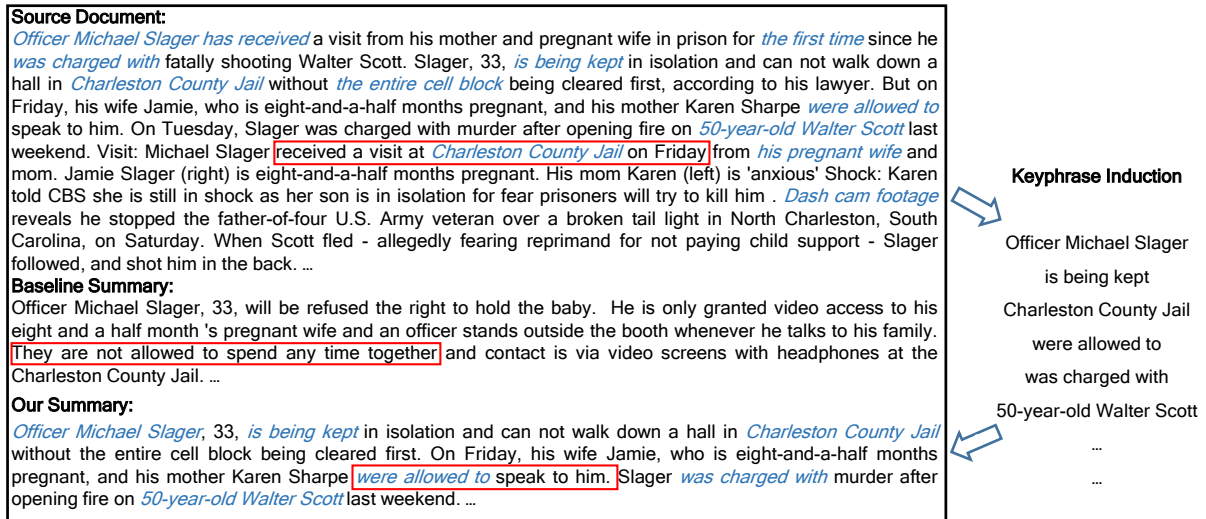 Source Document:
Officer Michael Slager has received a visit from his mother and pregnant wife in prison for the first time since he
was charged with fatally shooting Walter Scott. Slager, 33, is being kept in isolation and can not walk down a
hall in Charleston County Jail without the entire cell block being cleared first, according to his lawyer. But on
Friday, his wife Jamie, who is eight-and-a-half months pregnant, and his mother Karen Sharpe were allowed to
speak to him. On Tuesday, Slager was charged with murder after opening fire on 50-year-old Walter Scott last
weekend. Visit: Michael Slager received a visit at Charleston County Jail on Friday from his pregnant wife and
mom. Jamie Slager (right) is eight-and-a-half months pregnant. His mom Karen (left) is 'anxious' Shock: Karen
told CBS she is still in shock as her son is in isolation for fear prisoners will try to kill him . Dash cam footage
reveals he stopped the father-of-four U.S. Army veteran over a broken tail light in North Charleston, South
Carolina, on Saturday. When Scott fled - allegedly fearing reprimand for not paying child support - Slager
followed, and shot him in the back. ...
Baseline Summary:
Officer Michael Slager, 33, will be refused the right to hold the baby. He is only granted video access to his
eight and a half month 's pregnant wife and an officer stands outside the booth whenever he talks to his family.
They are not allowed to spend any time together and contact is via video screens with headphones at the
Charleston County Jail. ...
Our Summary:
Officer Michael Slager, 33, is being kept in isolation and can not walk down a hall in Charleston County Jail
without the entire cell block being cleared first. On Friday, his wife Jamie, who is eight-and-a-half months
pregnant, and his mother Karen Sharpe were allowed to speak to him. Slager was charged with murder after
opening fire on 50-year-old Walter Scott last weekend. ...
Keyphrase Induction
Officer Michael Slager
is being kept
Charleston County Jail
were allowed to
was charged with
50-year-old Walter Scott
...
...